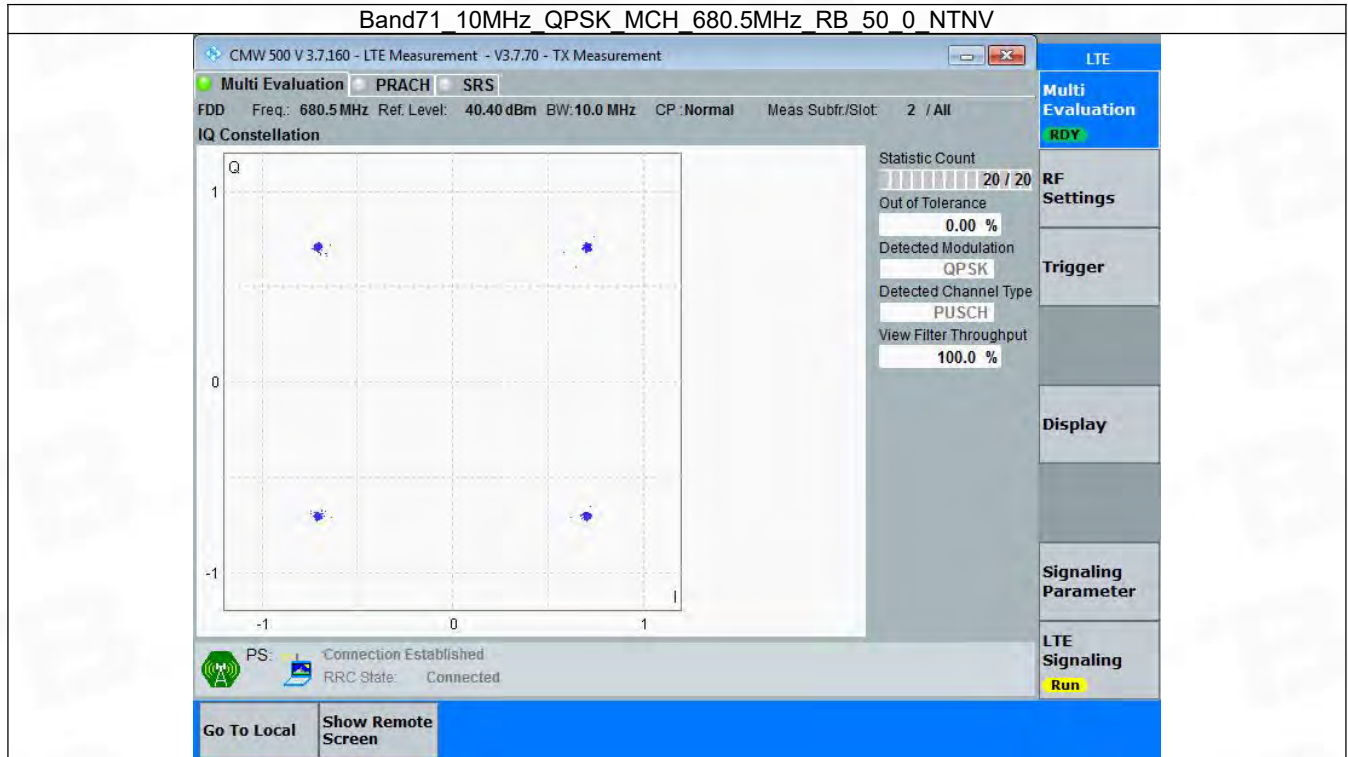 Band71_10MHz_QPSK_MCH_680.5MHz_RB_50_0_NTNV
CMW 500 V 3.7.160 - LTE Measurement - V3.7.70 - TX Measurement
LTE
Multi Evaluation PRACH SRS
FDD Freq.: 680.5 MHz Ref. Level: 40.40 dBm BW: 10.0 MHz CP :Normal Meas Subfr./Slot: 2 / All
IQ Constellation
Multi
Evaluation
RDY
Q
1
0
-1
-1 0 1
I
Statistic Count
20 / 20
Out of Tolerance
0.00 %
Detected Modulation
QPSK
Detected Channel Type
PUSCH
View Filter Throughput
100.0 %
RF
Settings
Trigger
Display
Signaling
Parameter
LTE
Signaling
Run
PS: Connection Established
RRC State: Connected
Go To Local
Show Remote
Screen